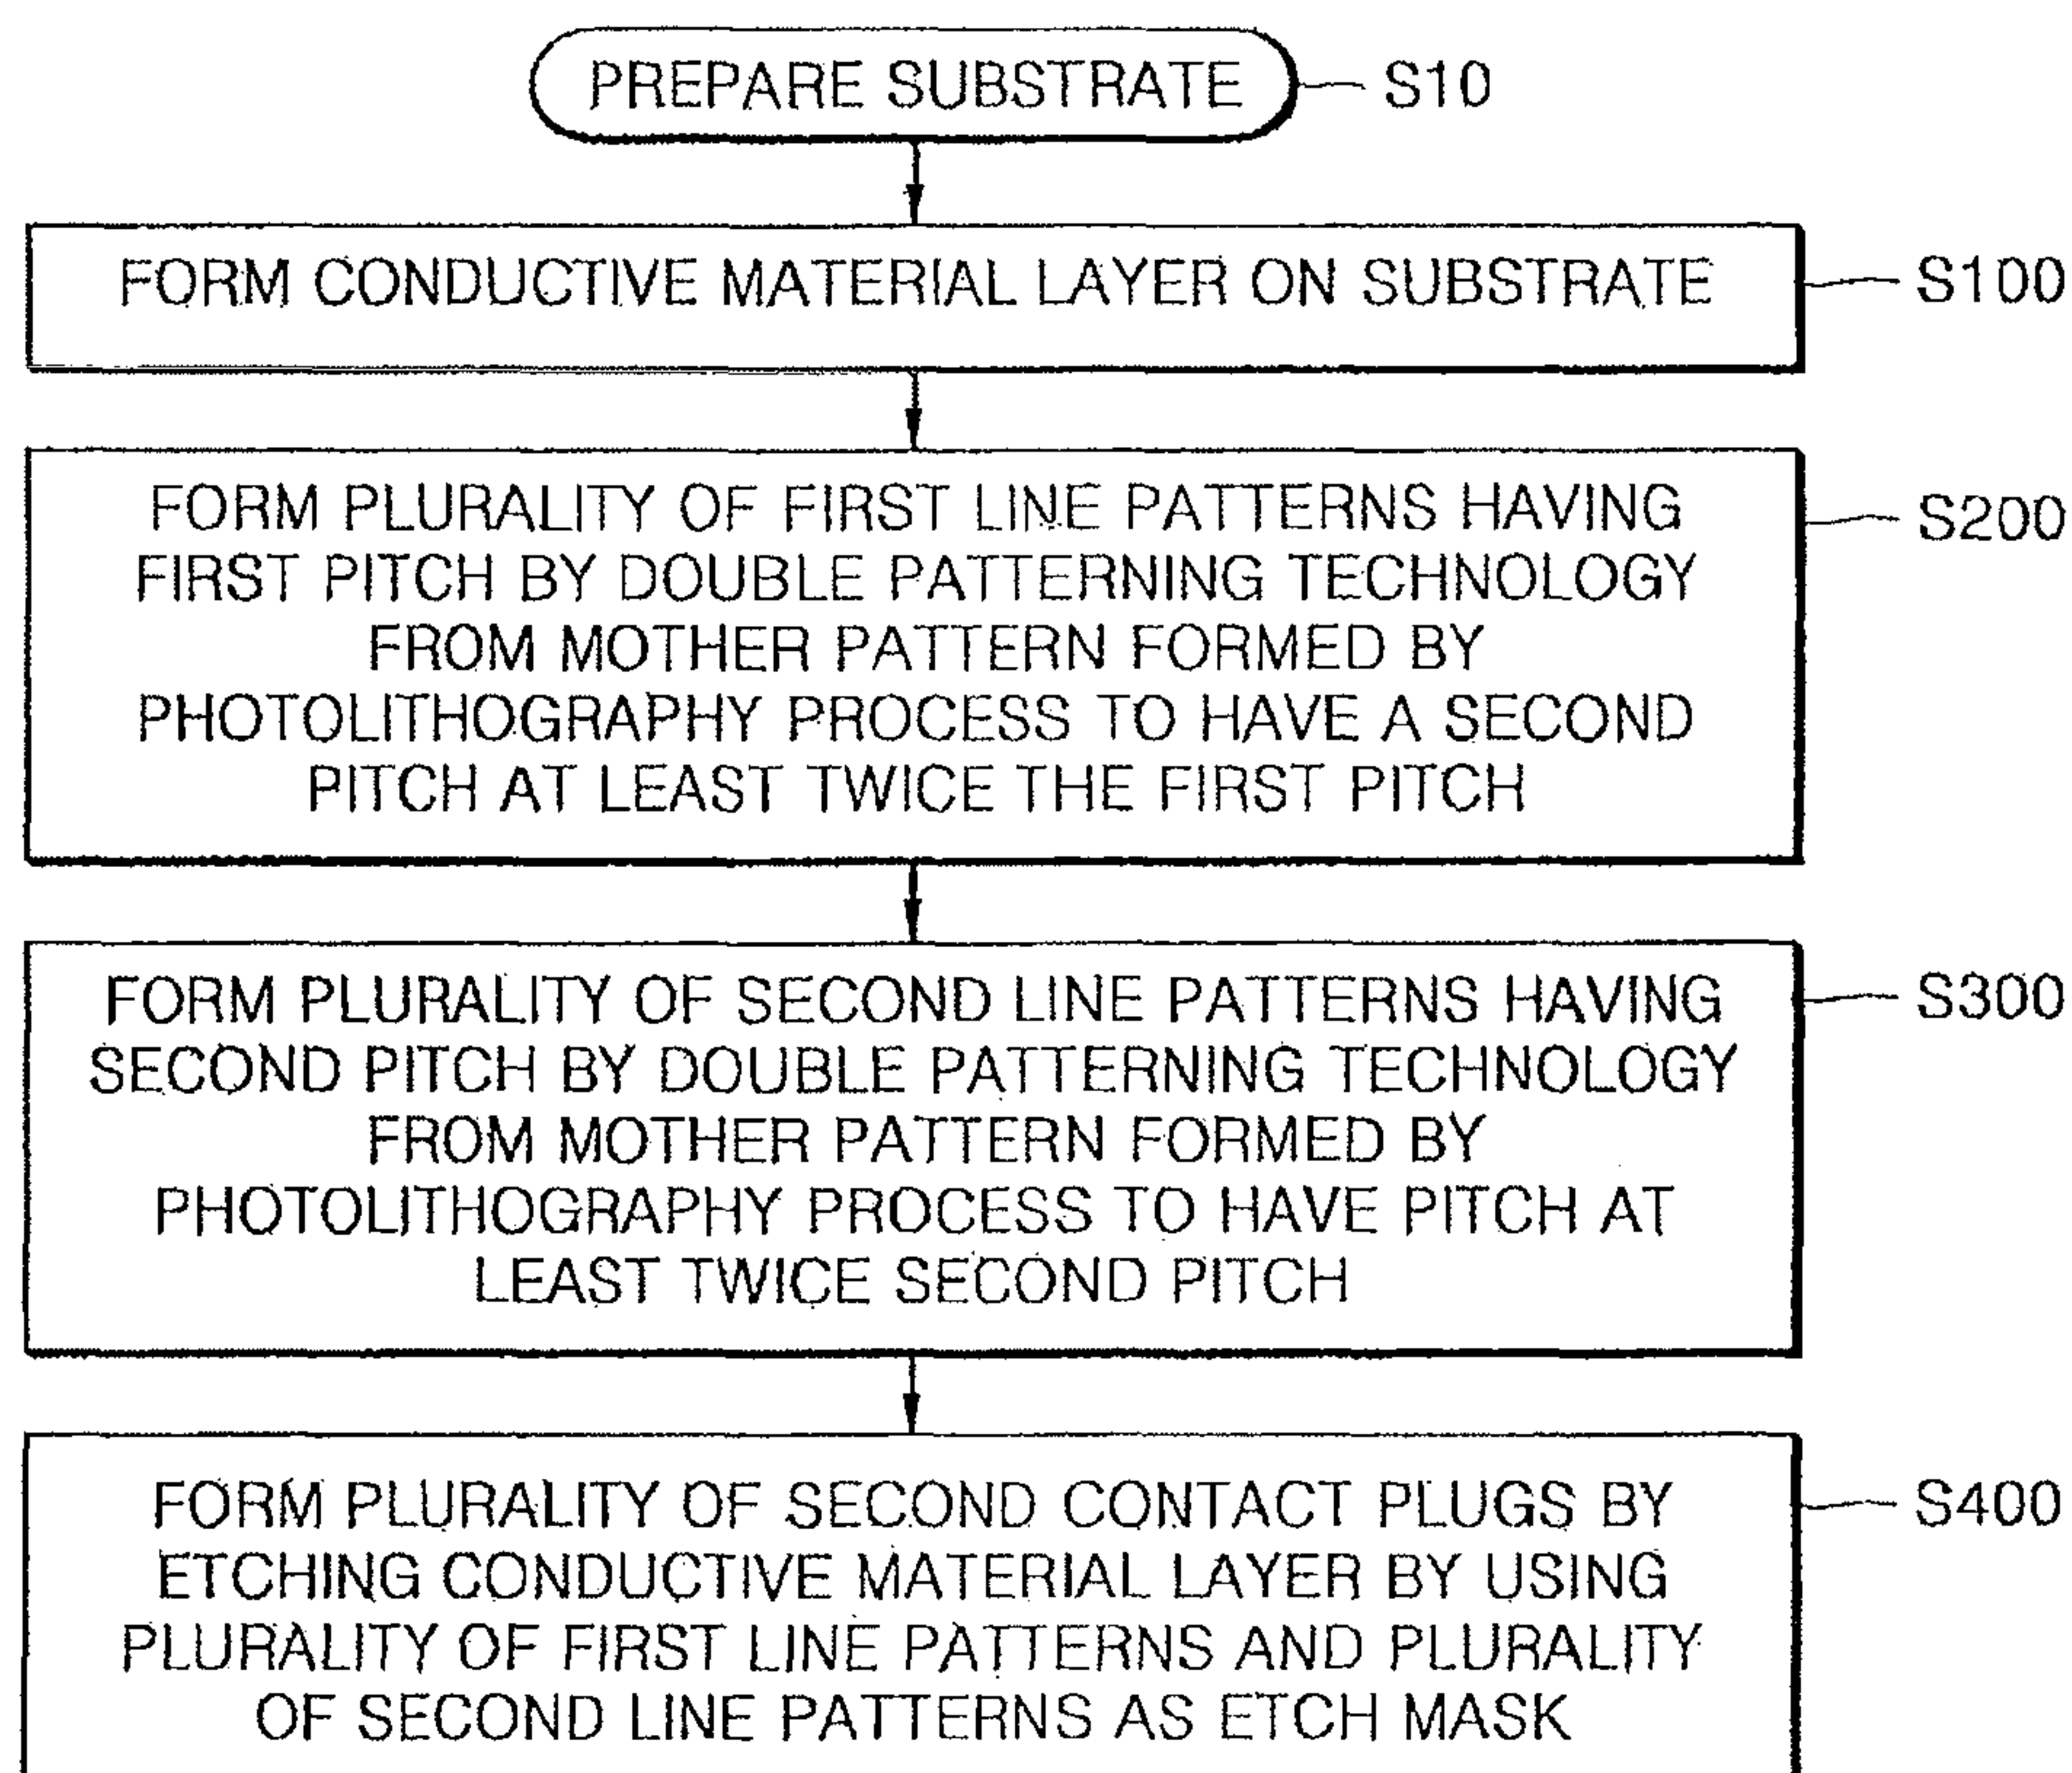 PREPARE SUBSTRATE S10
FORM CONDUCTIVE MATERIAL LAYER ON SUBSTRATE S100
FORM PLURALITY OF FIRST LINE PATTERNS HAVING S200
FIRST PITCH BY DOUBLE PATTERNING TECHNOLOGY
FROM MOTHER PATTERN FORMED BY
PHOTOLITHOGRAPHY PROCESS TO HAVE A SECOND
PITCH AT LEAST TWICE THE FIRST PITCH
FORM PLURALITY OF SECOND LINE PATTERNS HAVING S300
SECOND PITCH BY DOUBLE PATTERNING TECHNOLOGY
FROM MOTHER PATTERN FORMED BY
PHOTOLITHOGRAPHY PROCESS TO HAVE PITCH AT
LEAST TWICE SECOND PITCH
FORM PLURALITY OF SECOND CONTACT PLUGS BY S400
ETCHING CONDUCTIVE MATERIAL LAYER BY USING
PLURALITY OF FIRST LINE PATTERNS AND PLURALITY
OF SECOND LINE PATTERNS AS ETCH MASK